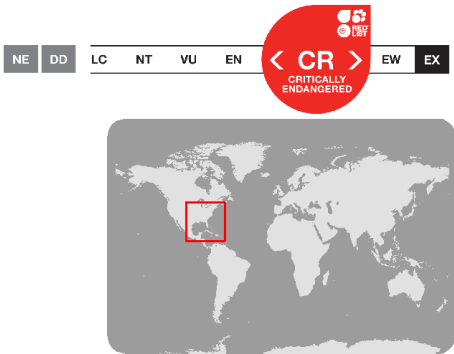 RED
LIST
NE DD LC NT VU EN < CR > EW EX
CRITICALLY
ENDANGERED